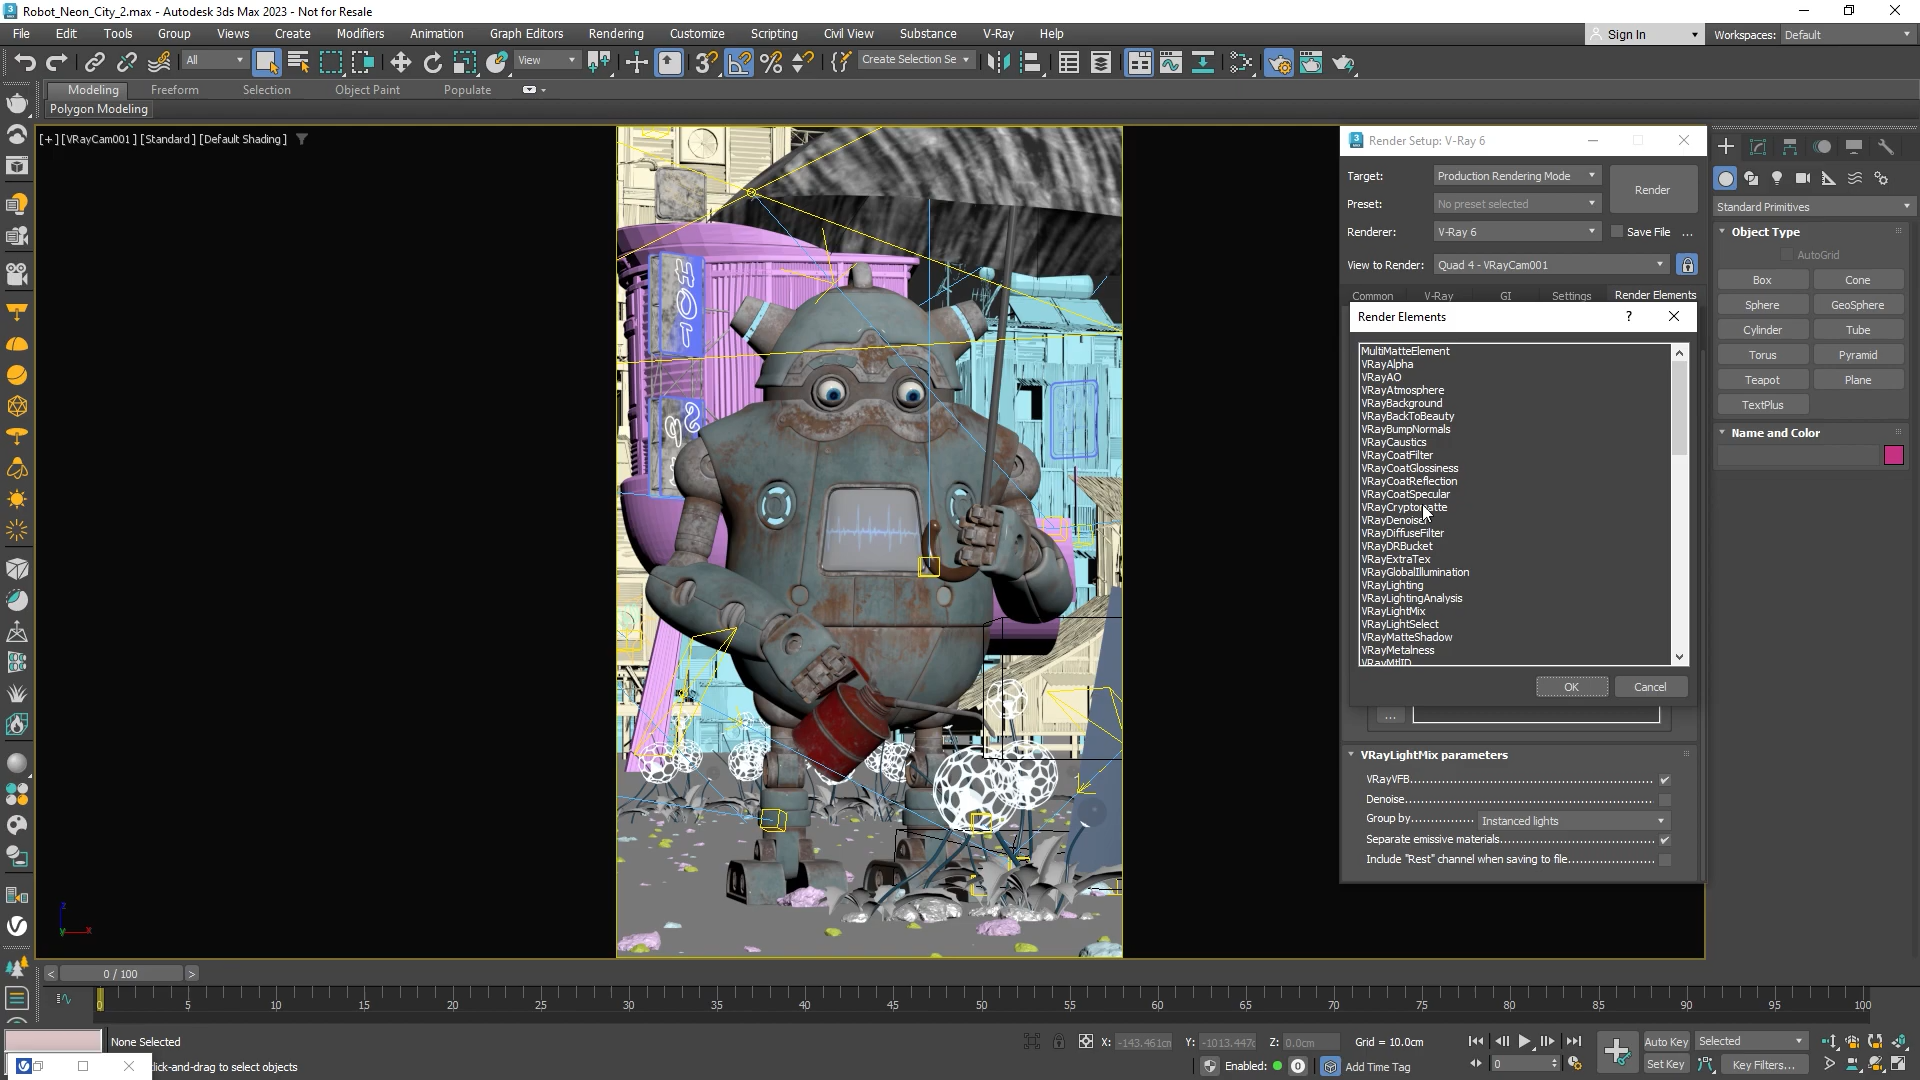 Robot_Neon_City_2.max - Autodesk 3ds Max 2023 - Not for Resale
File Edit Tools Group Views Create Modifiers Animation Graph Editors Rendering Customize Scripting Civil View Substance V-Ray Help
Sign In Workspaces: Default
All View Create Selection Se
Modeling Freeform Selection Object Paint Populate
Polygon Modeling
[+] [VRayCam001] [Standard] [Default Shading]
Render Setup: V-Ray 6
Target: Production Rendering Mode
Render
Preset: No preset selected
Renderer: V-Ray 6 Save File ...
View to Render: Quad 4 - VRayCam001
Common V-Ray GI Settings Render Elements
Render Elements ?
MultiMatteElement
VRayAlpha
VRayAO
VRayAtmosphere
VRayBackground
VRayBackToBeauty
VRayBumpNormals
VRayCaustics
VRayCoatFilter
VRayCoatGlossiness
VRayCoatReflection
VRayCoatSpecular
VRayCryptomatte
VRayDenoiser
VRayDiffuseFilter
VRayDRBucket
VRayExtraTex
VRayGlobalIllumination
VRayLighting
VRayLightingAnalysis
VRayLightMix
VRayLightSelect
VRayMatteShadow
VRayMetalness
VRayMtlID
OK Cancel
...
VRayLightMix parameters
VRayVFB
Denoise
Group by Instanced lights
Separate emissive materials
Include "Rest" channel when saving to file
Standard Primitives
Object Type
AutoGrid
Box Cone
Sphere GeoSphere
Cylinder Tube
Torus Pyramid
Teapot Plane
TextPlus
Name and Color
HOT
z
y x
< 0 / 100 >
0 5 10 15 20 25 30 35 40 45 50 55 60 65 70 75 80 85 90 95 100
None Selected
X: -143.461cm Y: -1013.447c Z: 0.0cm Grid = 10.0cm
Auto Key Selected
click-and-drag to select objects
Enabled: 0 Add Time Tag
0
Set Key Key Filters...